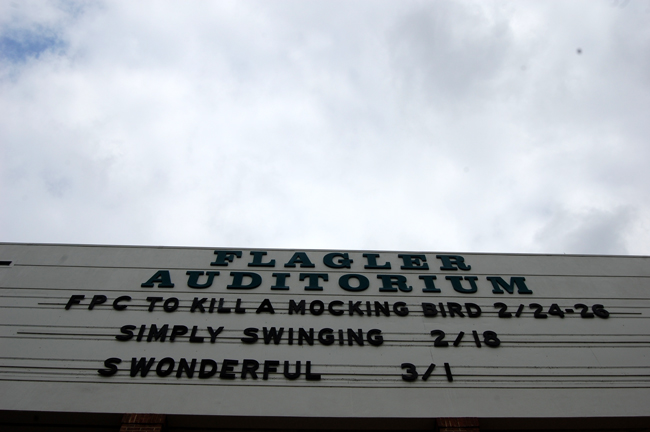 FLAGLER
AUDITORIUM
FPC TO KILL A MOCKING BIRD 2/24-26
SIMPLY SWINGING 2/18
S WONDERFUL 3/1